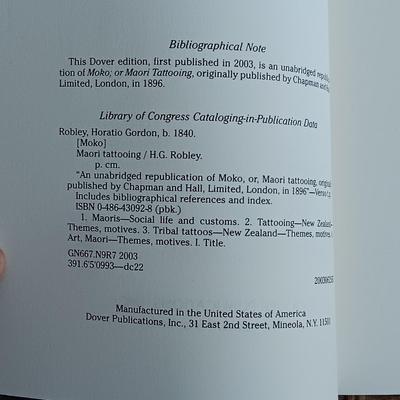 Bibliographical Note
This Dover edition, first published in 2003, is an unabridged republica-
tion of Moko; or Maori Tattooing, originally published by Chapman and
Limited, London, in 1896.
Library of Congress Cataloging-in-Publication Data
Robley, Horatio Gordon, b. 1840.
[Moko]
Maori tattooing / H.G. Robley.
p. cm.
"An unabridged republication of Moko, or, Maori tattooing,
published by Chapman and Hall, Limited, London, in 1896"—Verso
Includes bibliographical references and index.
ISBN 0-486-43092-8 (pbk.)
1. Maoris—Social life and customs. 2. Tattooing—New Zealand—
Themes, motives. 3. Tribal tattoos—New Zealand—Themes, motives.
Art, Maori—Themes, motives. I. Title.
GN667.N9R7 2003
391.6'5'0993—dc22
Manufactured in the United States of America
Dover Publications, Inc., 31 East 2nd Street, Mineola, N.Y. 11501